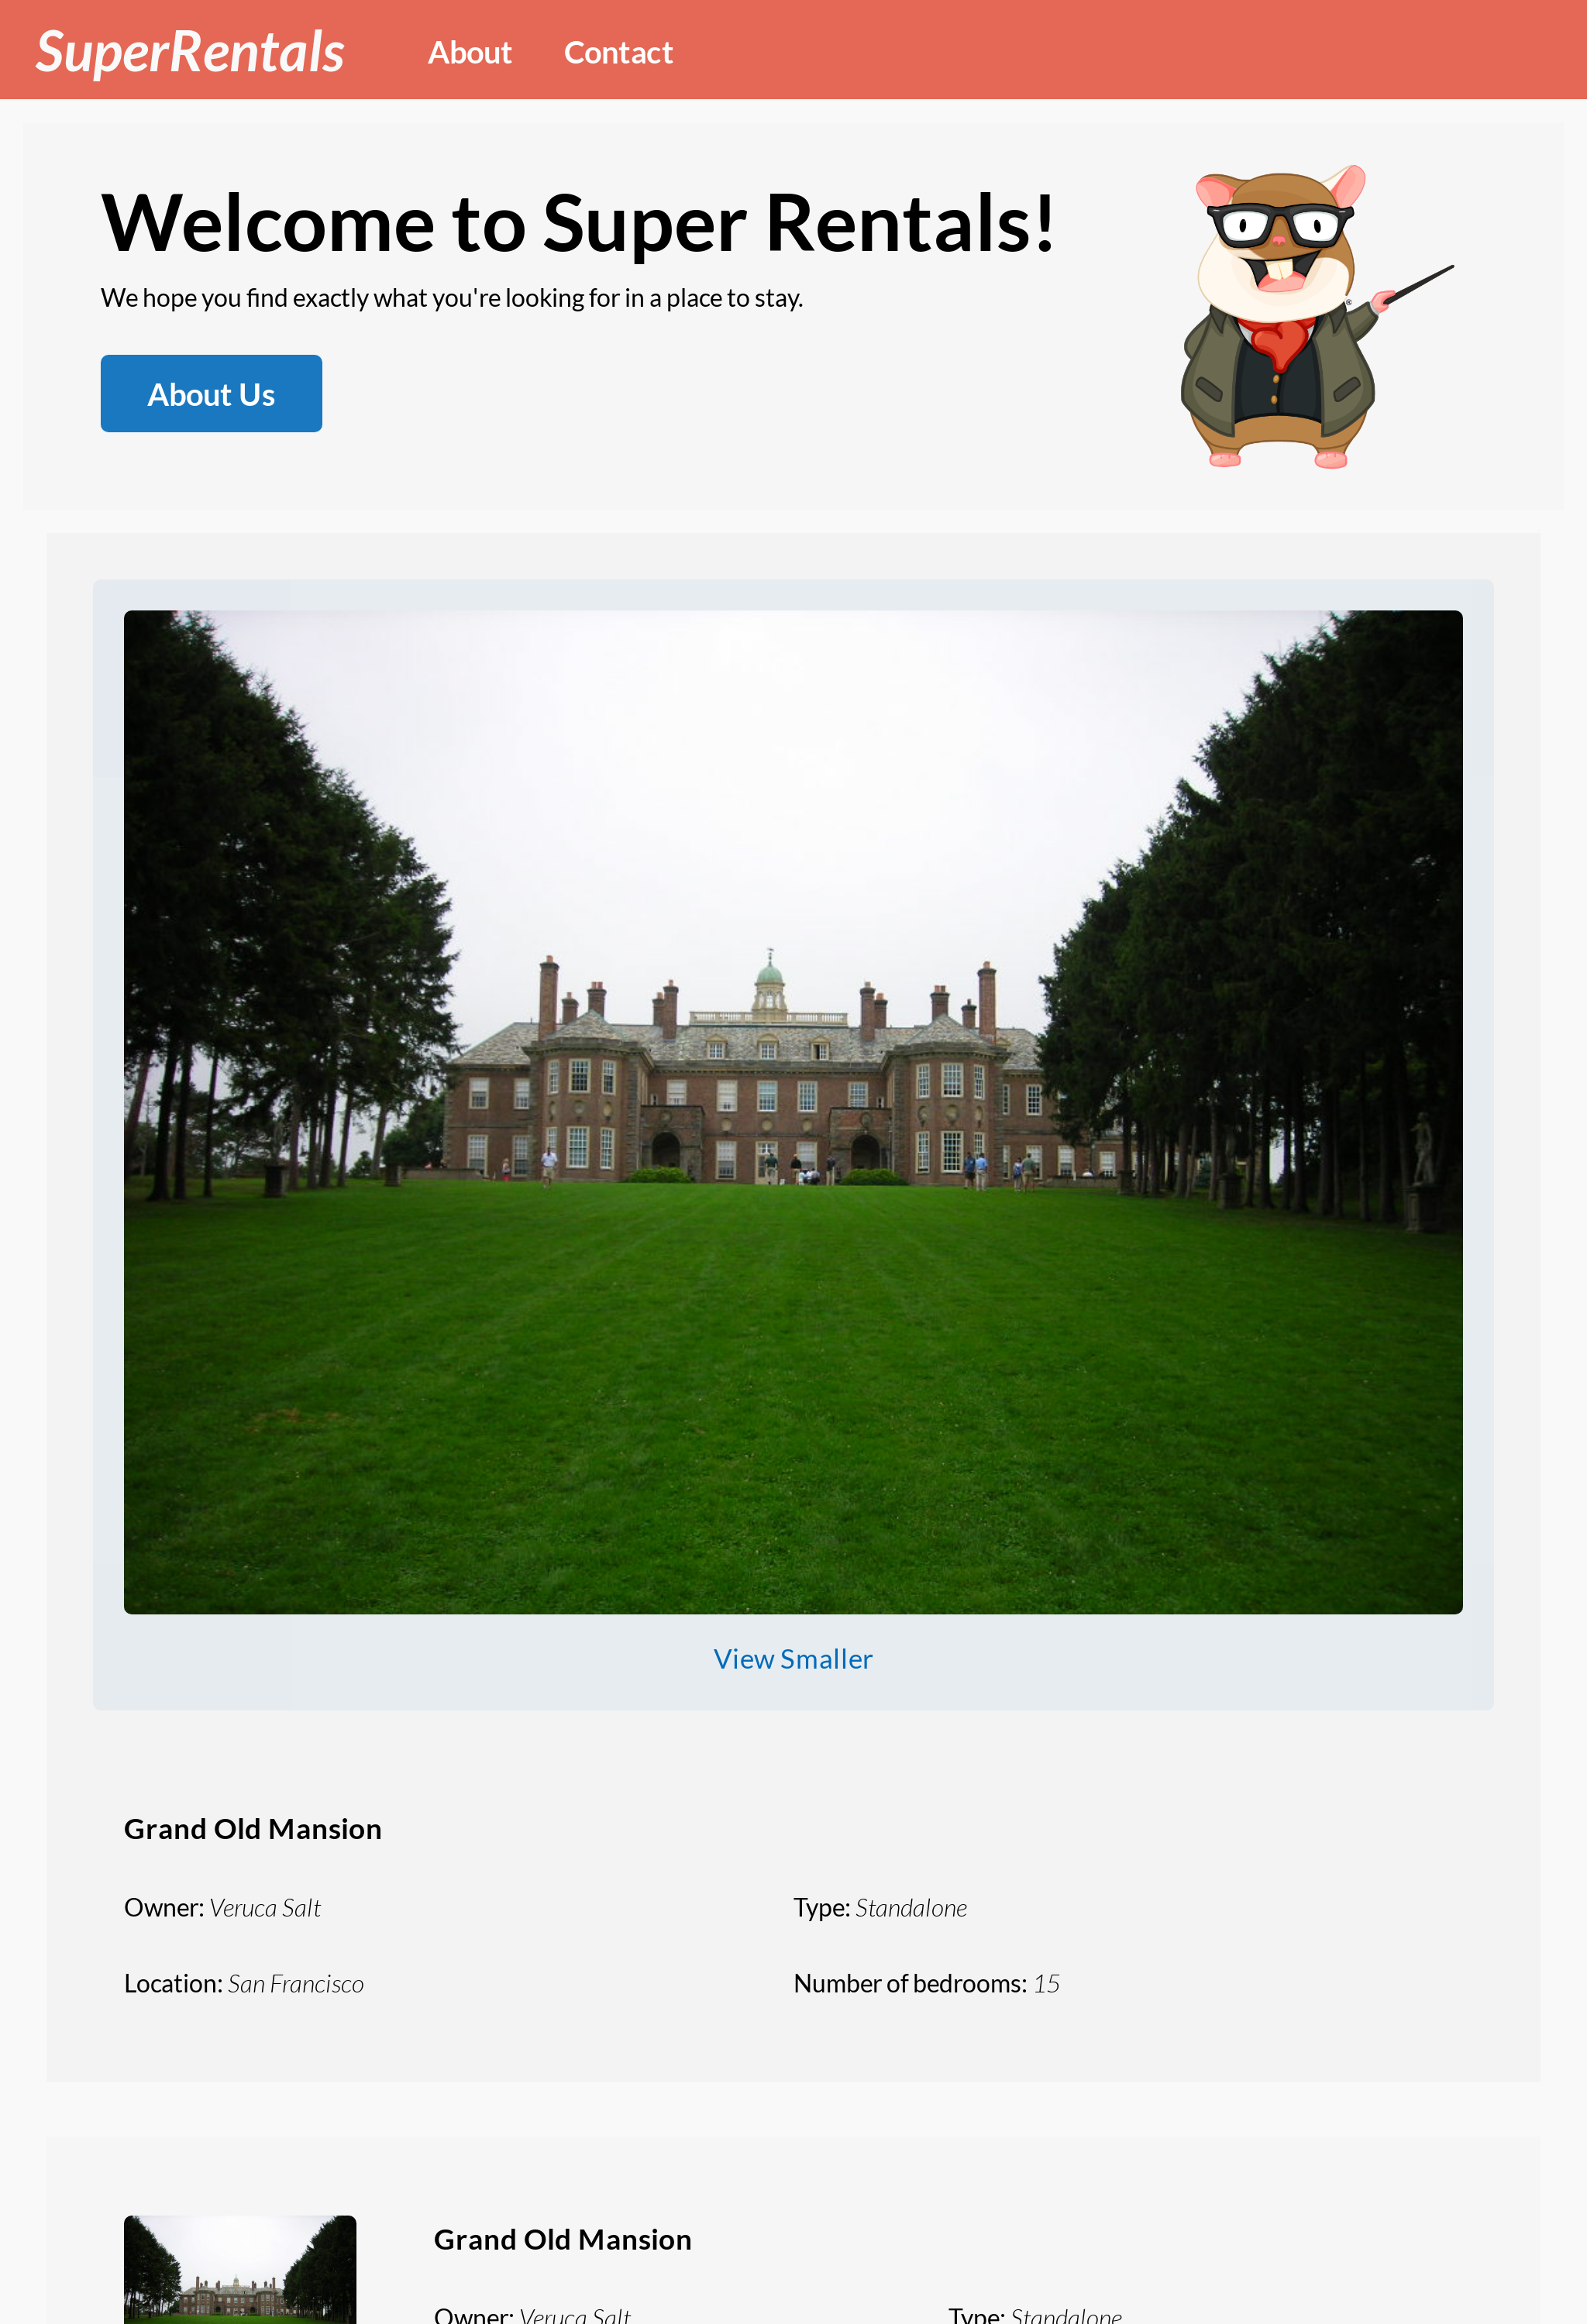 SuperRentals About Contact
Welcome to Super Rentals!
We hope you find exactly what you're looking for in a place to stay.
About Us
View Smaller
Grand Old Mansion
Owner: Veruca Salt Type: Standalone
Location: San Francisco Number of bedrooms: 15
Grand Old Mansion
Owner: Veruca Salt Type: Standalone